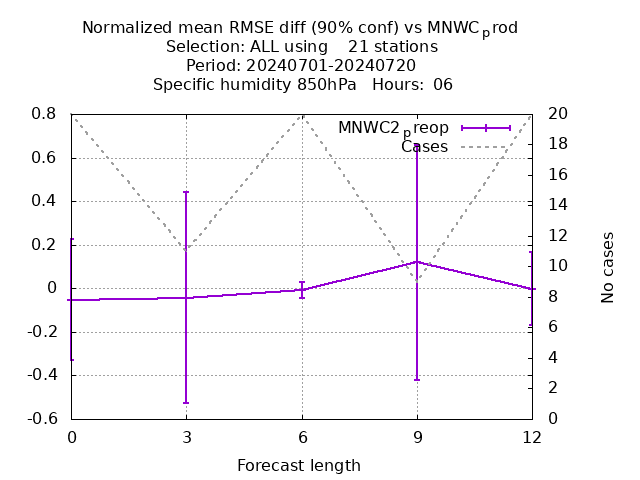 Normalized mean RMSE diff (90% conf) vs MNWC_prod
Selection: ALL using 21 stations
Period: 20240701-20240720
Specific humidity 850hPa Hours: 06
MNWC2_preop
Cases
0.8
0.6
0.4
0.2
0
-0.2
-0.4
-0.6
20
18
16
14
12
10
8
6
4
2
0
No cases
0 3 6 9 12
Forecast length